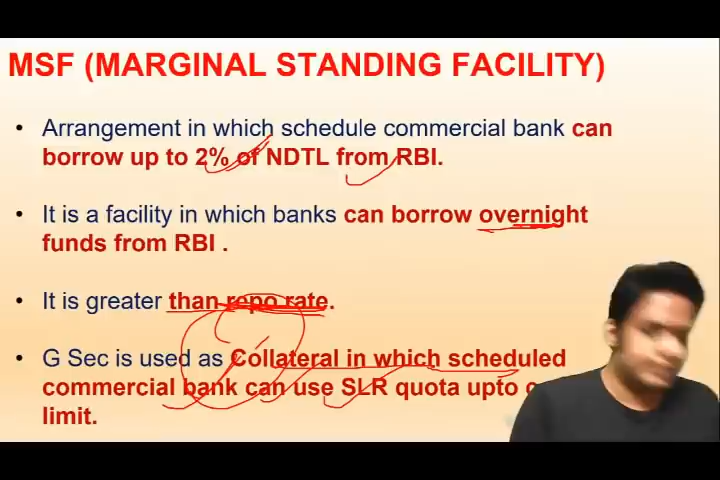 MSF (MARGINAL STANDING FACILITY)
• Arrangement in which schedule commercial bank can
borrow up to 2% of NDTL from RBI.
• It is a facility in which banks can borrow overnight
funds from RBI .
• It is greater than repo rate.
• G Sec is used as Collateral in which scheduled
commercial bank can use SLR quota upto
limit.